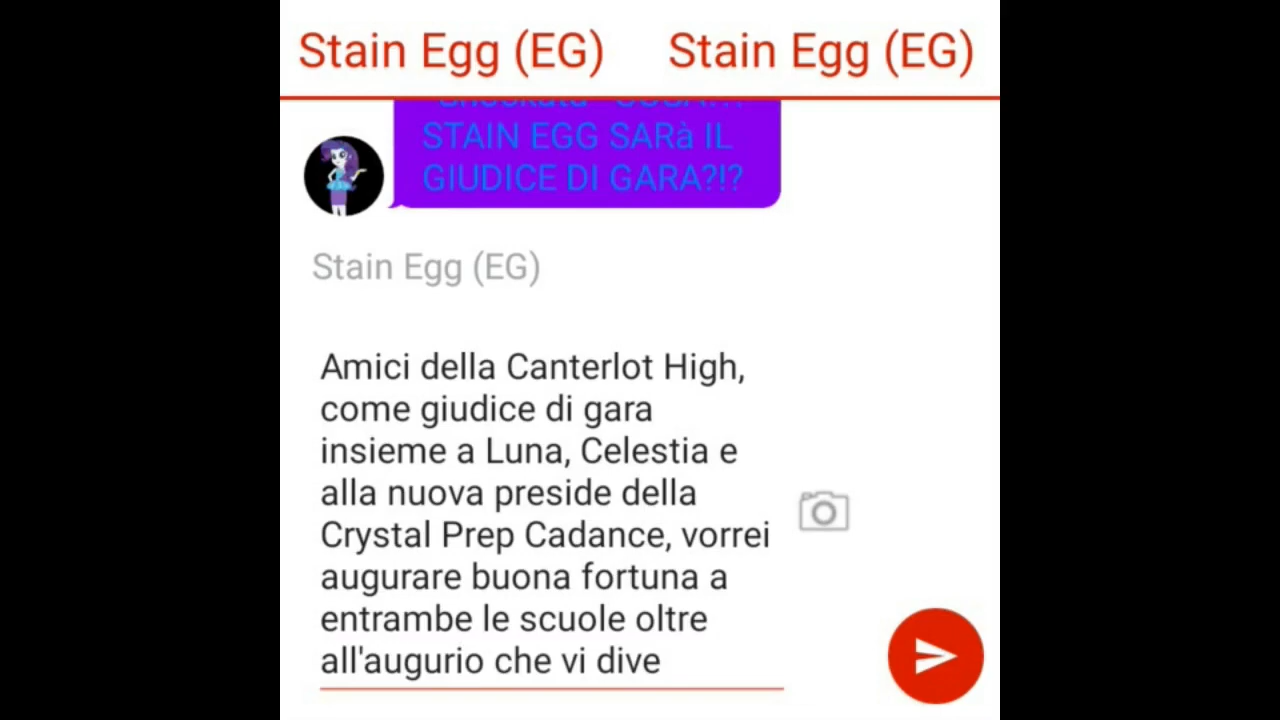 Stain Egg (EG) Stain Egg (EG)
STAIN EGG SARà IL
GIUDICE DI GARA?!?
Stain Egg (EG)
Amici della Canterlot High,
come giudice di gara
insieme a Luna, Celestia e
alla nuova preside della
Crystal Prep Cadance, vorrei
augurare buona fortuna a
entrambe le scuole oltre
all'augurio che vi dive